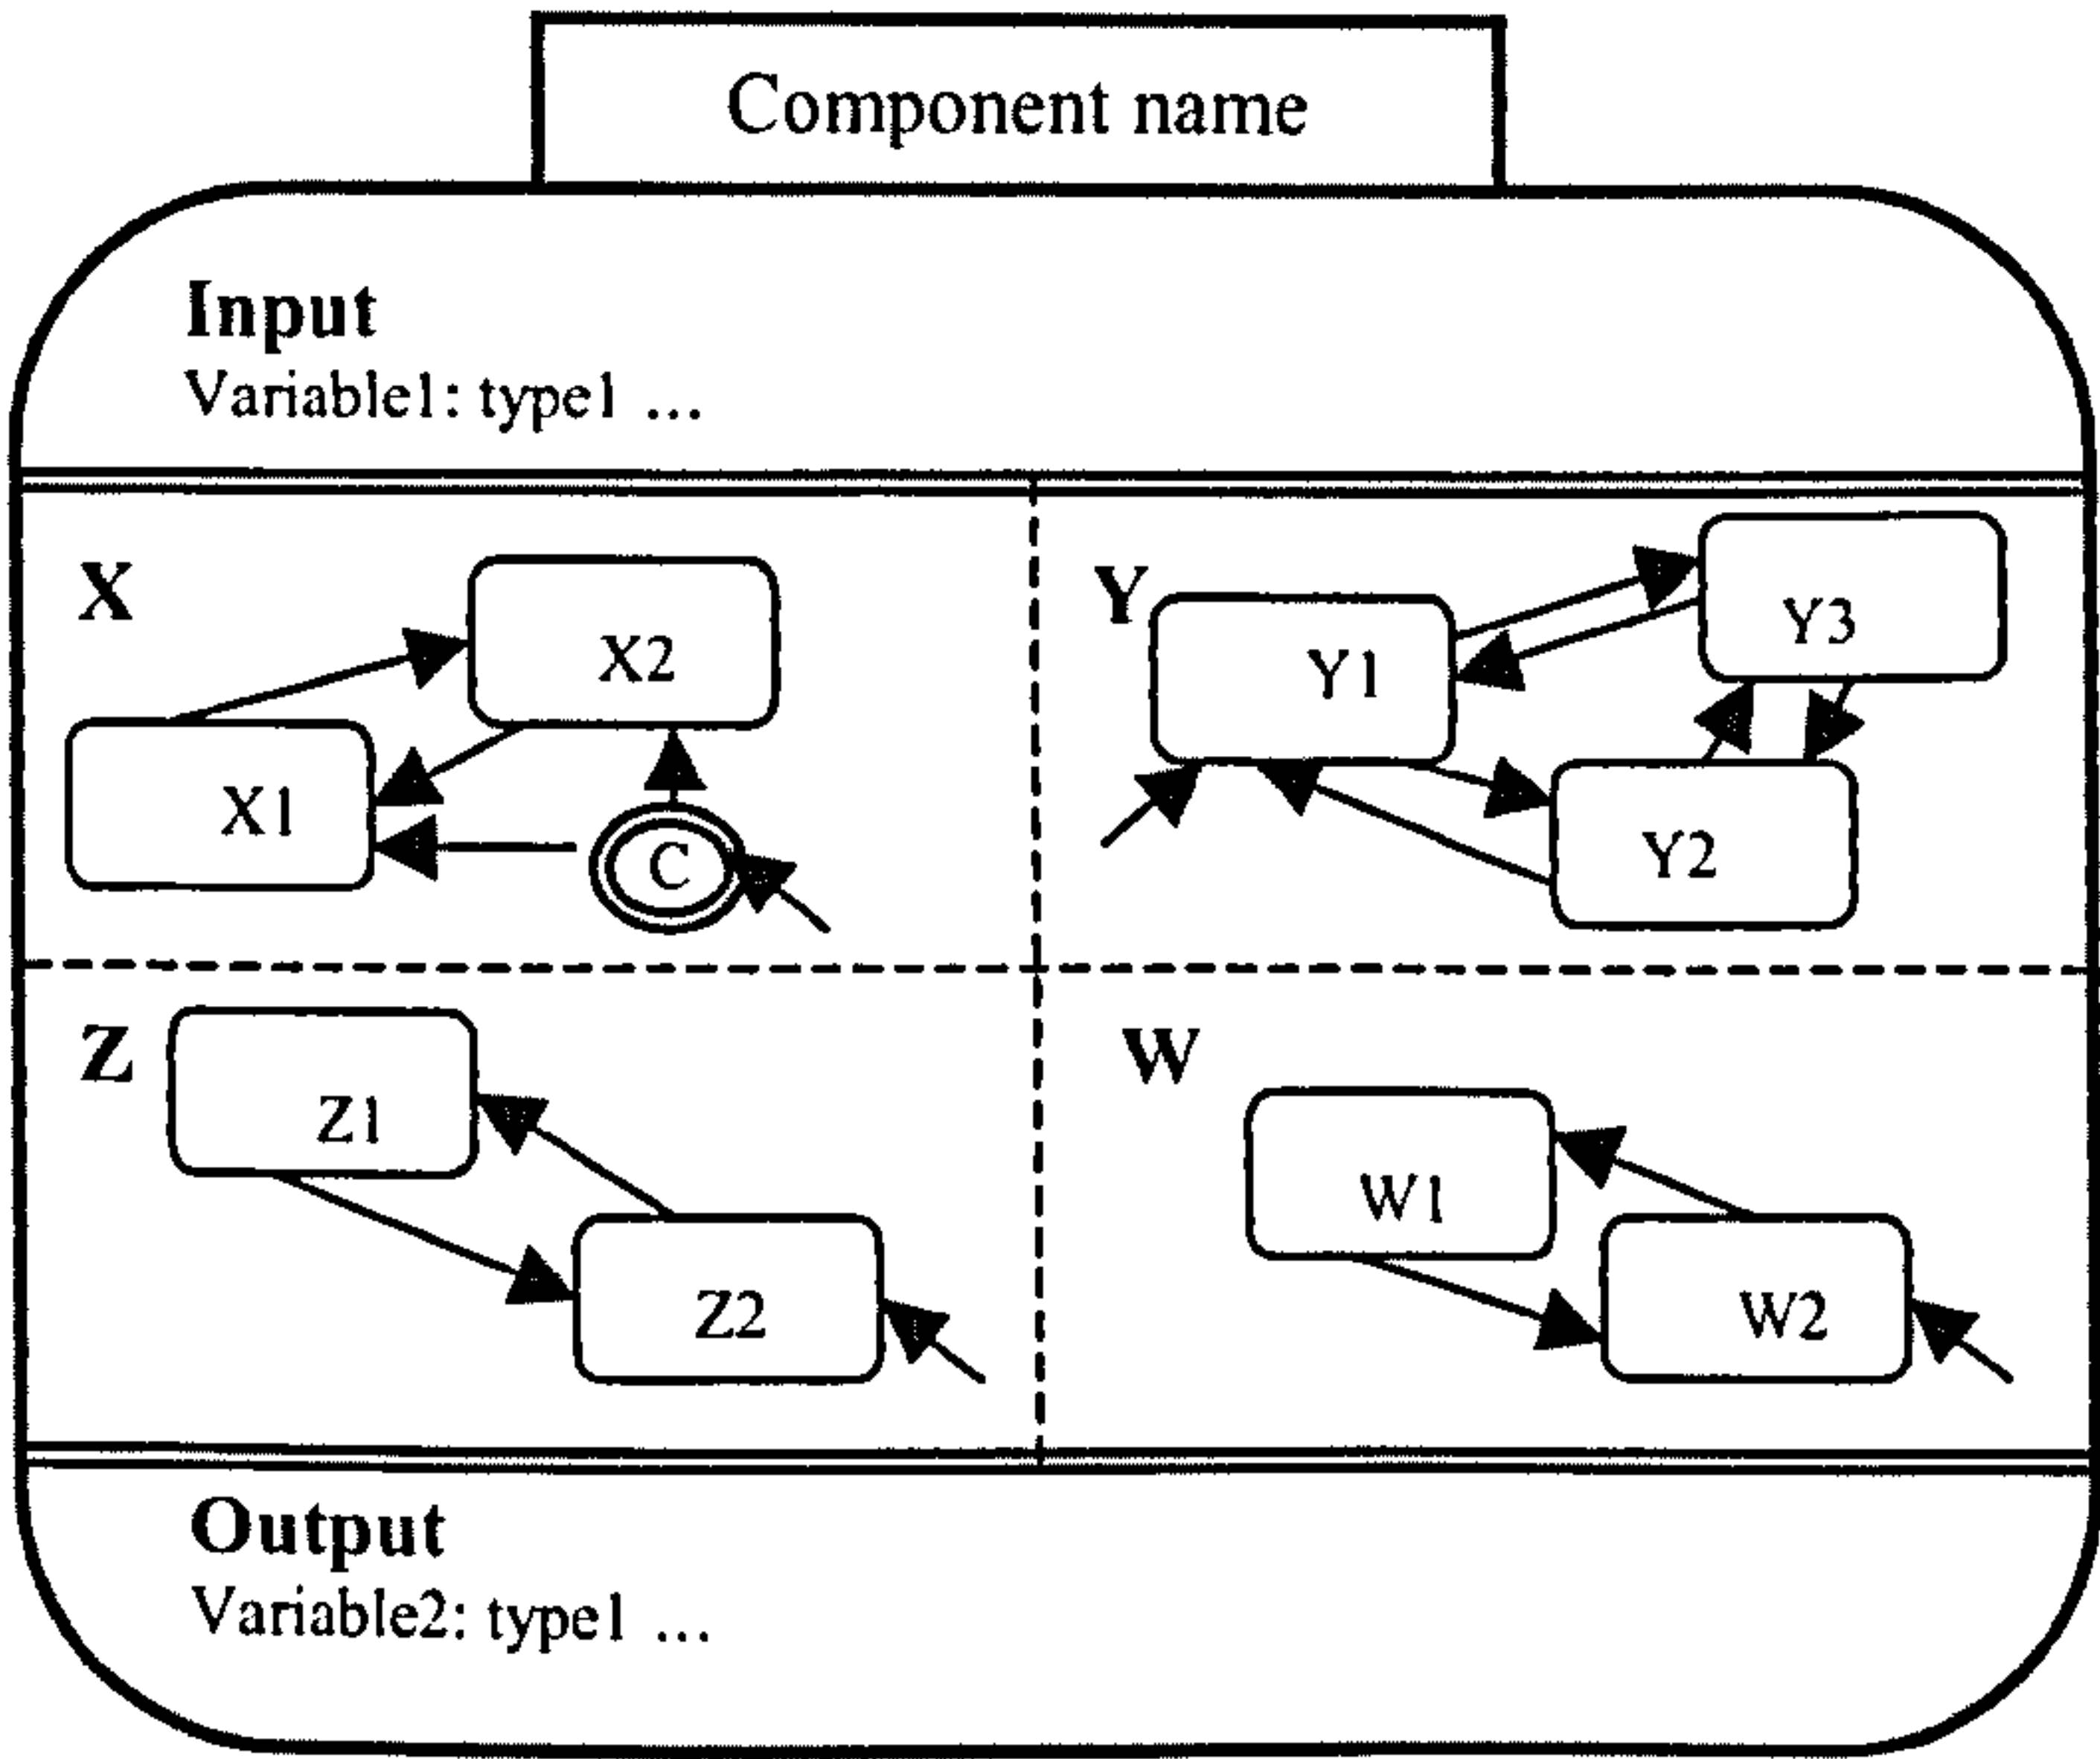 Component name
Input
Variable1: type1 ...
X
X2
X1
C
Y
Y3
Y1
Y2
Z
Z1
Z2
W
W1
W2
Output
Variable2: type1 ...